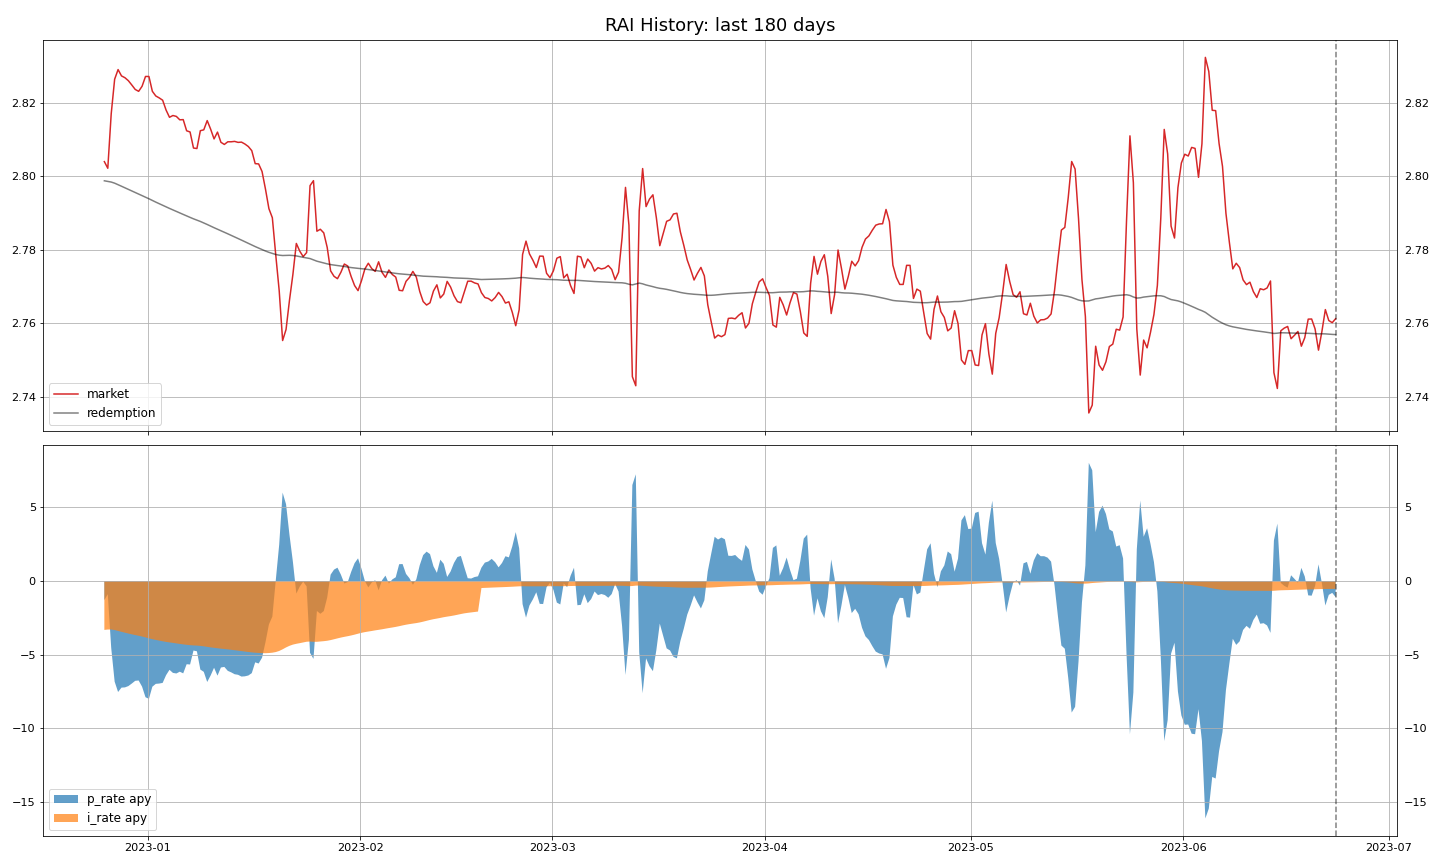 RAI History: last 180 days
2.82 2.82
2.80 2.80
2.78 2.78
2.76 2.76
2.74 2.74
market
redemption
5 5
0 0
−5 −5
−10 −10
−15 −15
p_rate apy
i_rate apy
2023-01 2023-02 2023-03 2023-04 2023-05 2023-06 2023-07